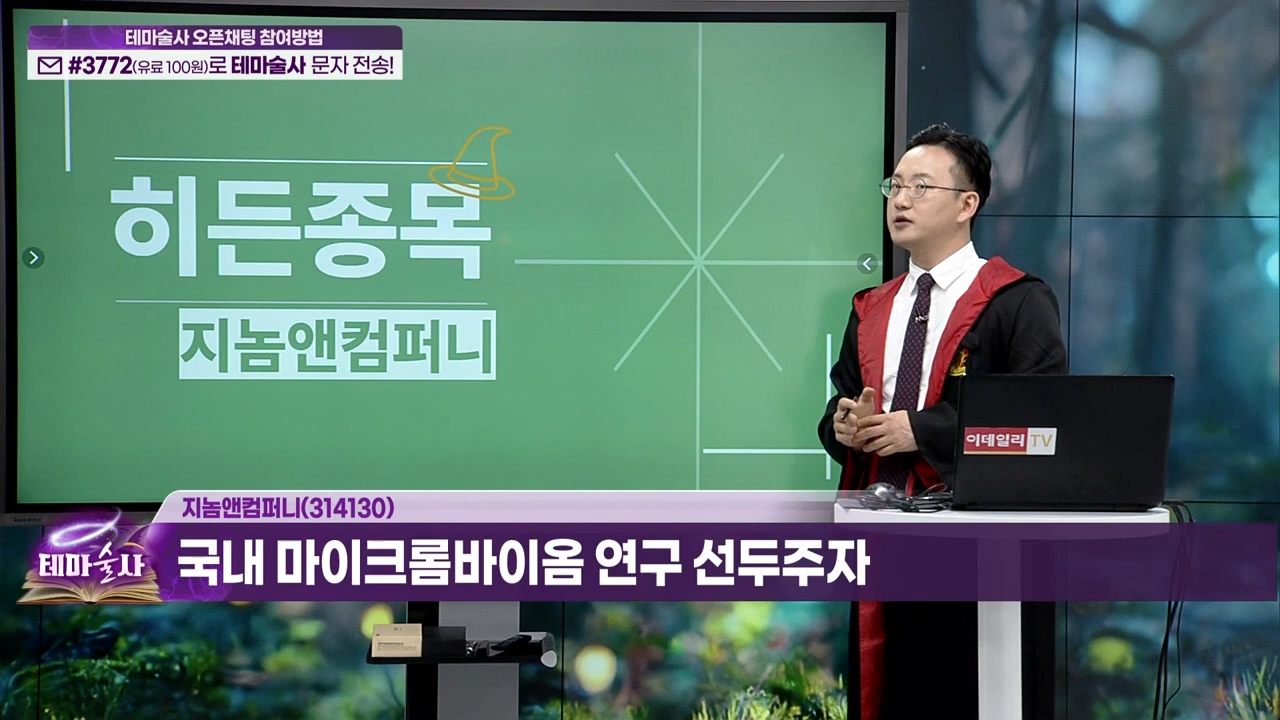 테마술사 오픈채팅 참여방법
#3772(유료 100원)로 테마술사 문자 전송!
히든종목
지놈앤컴퍼니
이데일리 TV
지놈앤컴퍼니(314130)
테마술사
국내 마이크롬바이옴 연구 선두주자